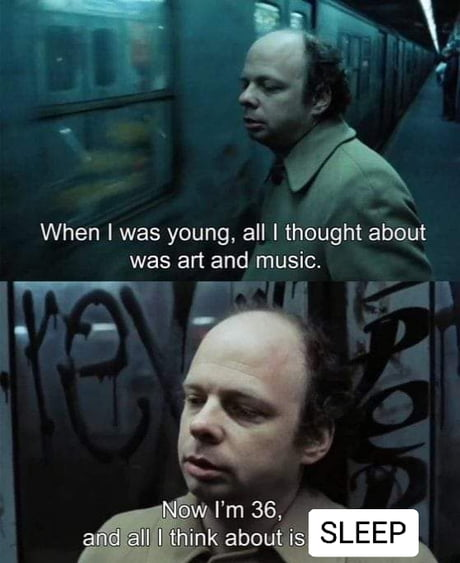 When I was young, all I thought about
was art and music.
Now I'm 36,
and all I think about is SLEEP